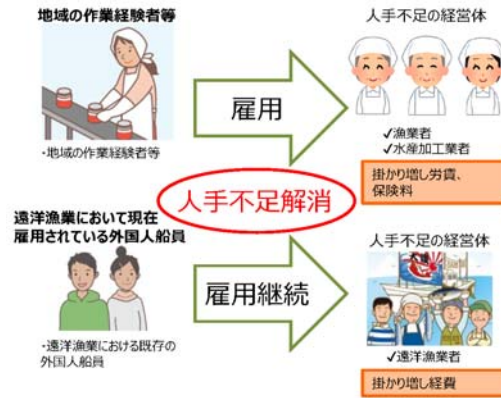 地域の作業経験者等
・地域の作業経験者等
雇用
人手不足の経営体
✓漁業者
✓水産加工業者
掛かり増し労賃、
保険料
人手不足解消
遠洋漁業において現在
雇用されている外国人船員
・遠洋漁業における既存の
外国人船員
雇用継続
人手不足の経営体
✓遠洋漁業者
掛かり増し経費